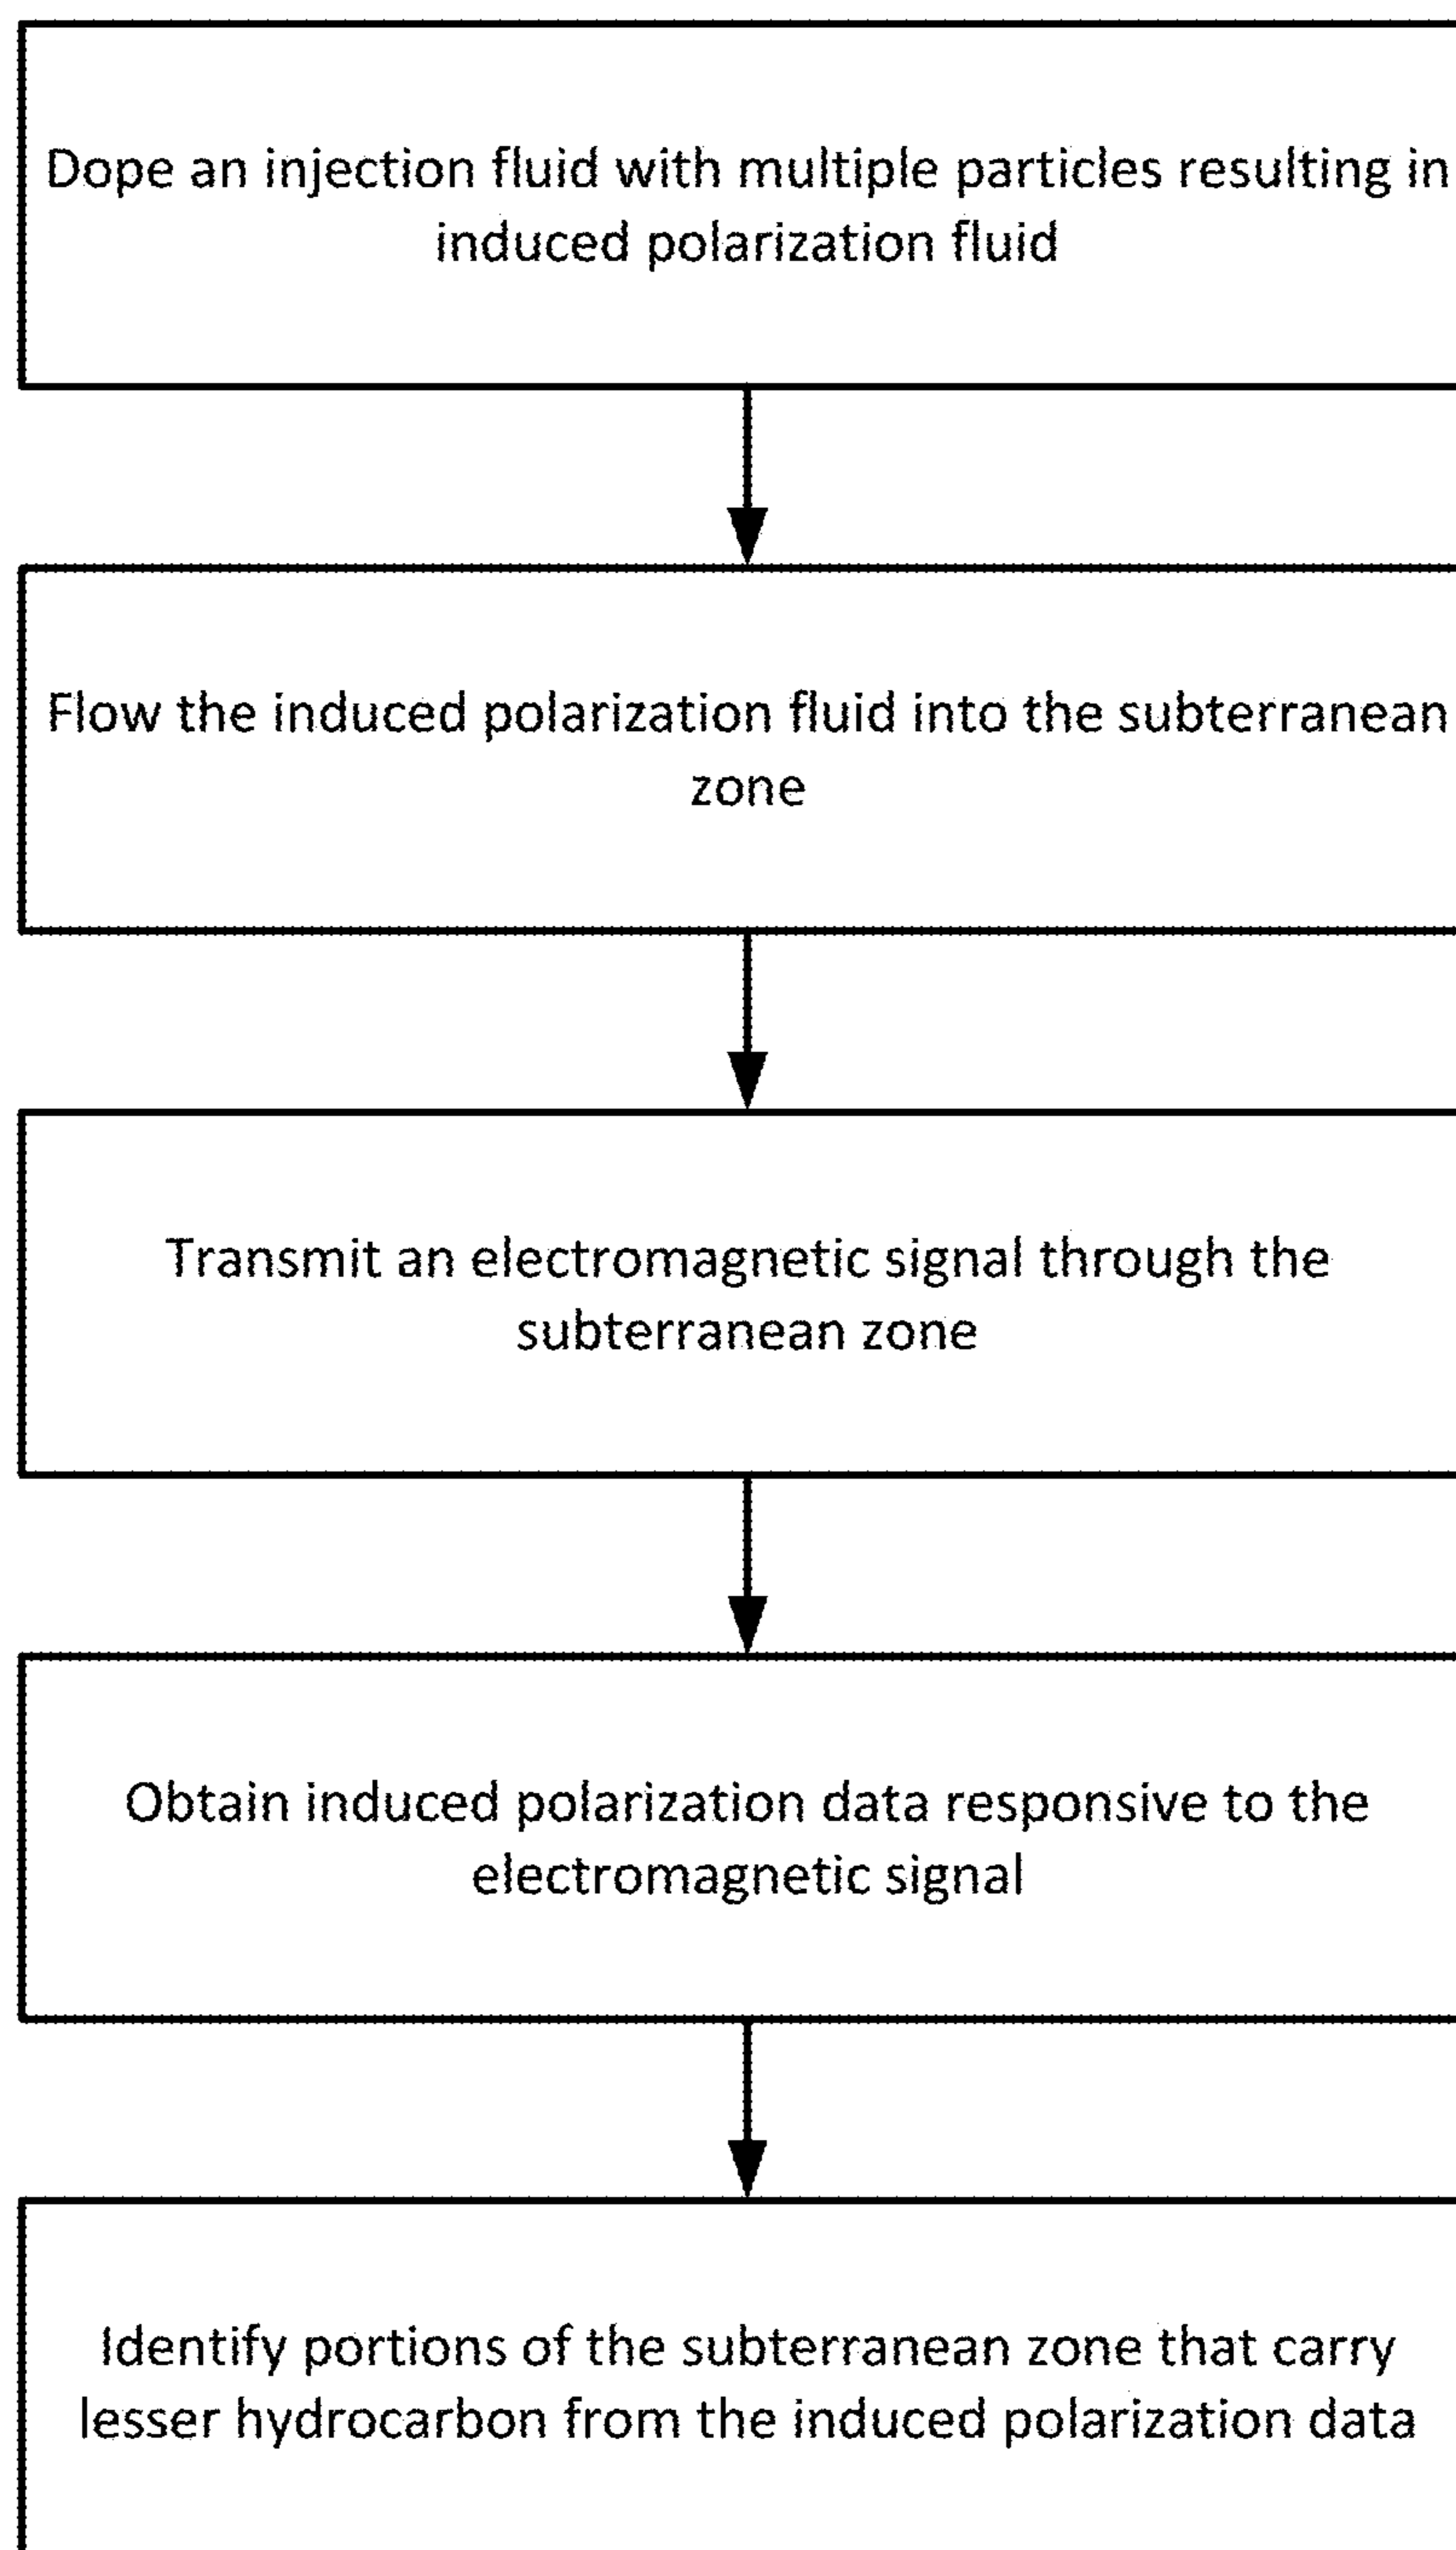 Dope an injection fluid with multiple particles resulting in
induced polarization fluid
Flow the induced polarization fluid into the subterranean
zone
Transmit an electromagnetic signal through the
subterranean zone
Obtain induced polarization data responsive to the
electromagnetic signal
Identify portions of the subterranean zone that carry
lesser hydrocarbon from the induced polarization data